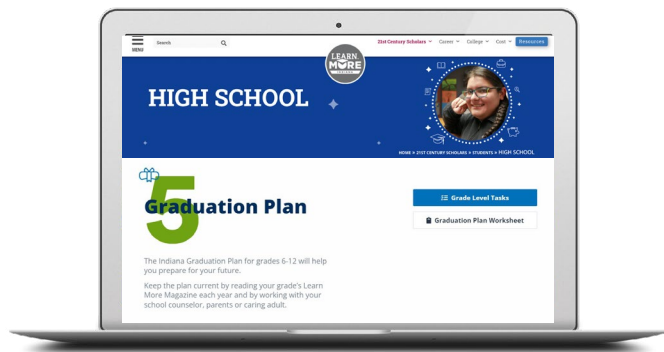 MENU
Search
21st Century Scholars Career College Cost Resources
LEARN
MORE
INDIANA
HIGH SCHOOL
HOME » 21ST CENTURY SCHOLARS » STUDENTS » HIGH SCHOOL
5
Graduation Plan
Grade Level Tasks
Graduation Plan Worksheet
The Indiana Graduation Plan for grades 6-12 will help
you prepare for your future.
Keep the plan current by reading your grade's Learn
More Magazine each year and by working with your
school counselor, parents or caring adult.